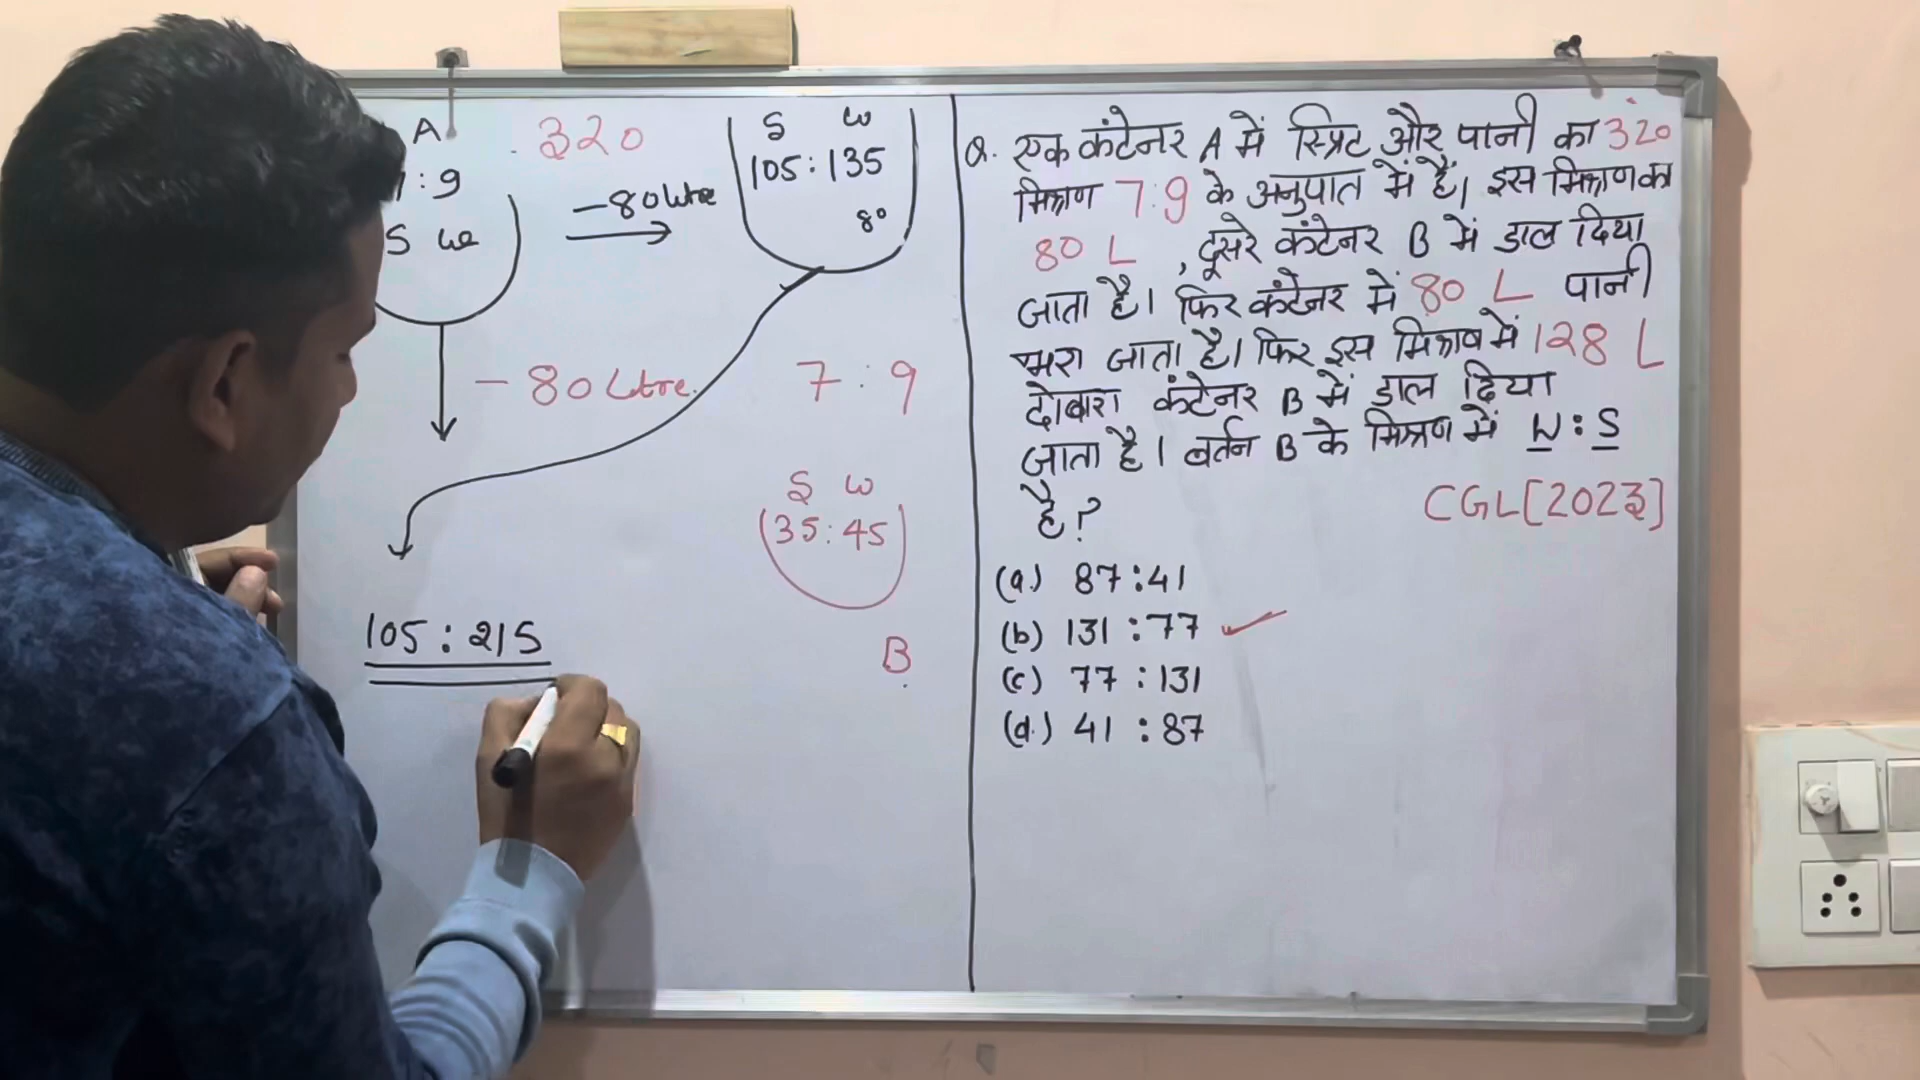 A
320
: 9
S we
-80 Litre
S W
105 : 135
80
- 80 Litre.
7 : 9
S W
35 : 45
B
105 : 215
Q. एक कंटेनर A में स्प्रिट और पानी का 320
मिश्रण 7:9 के अनुपात में हैं। इस मिश्रण का
80 L , दूसरे कंटेनर B में डाल दिया
जाता है। फिर कंटेनर में 80 L पानी
भरा जाता है। फिर इस में 128 L
दोबारा कंटेनर B में डाल दिया
जाता है। बर्तन B के मिश्रण में W : S
है?
CGL[2023]
(a.) 87 : 41
(b) 131 : 77
(c) 77 : 131
(d.) 41 : 87